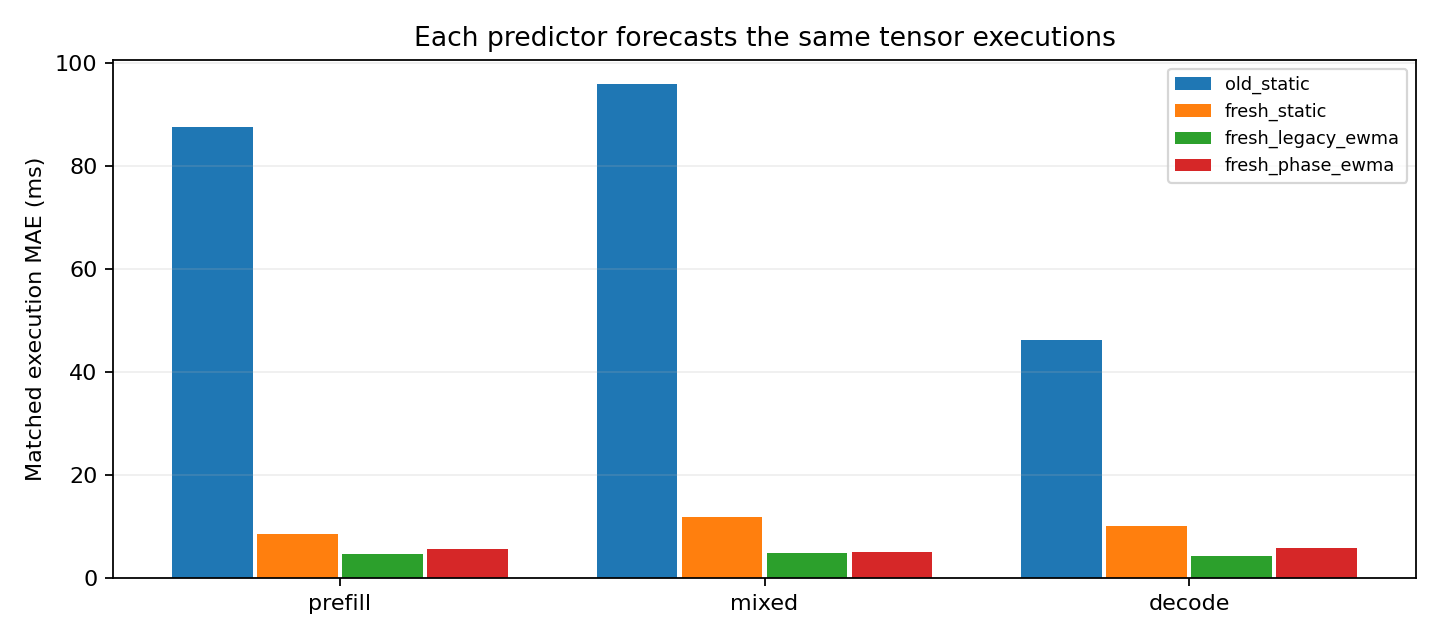 Each predictor forecasts the same tensor executions
Matched execution MAE (ms)
100
80
60
40
20
0
old_static
fresh_static
fresh_legacy_ewma
fresh_phase_ewma
prefill
mixed
decode